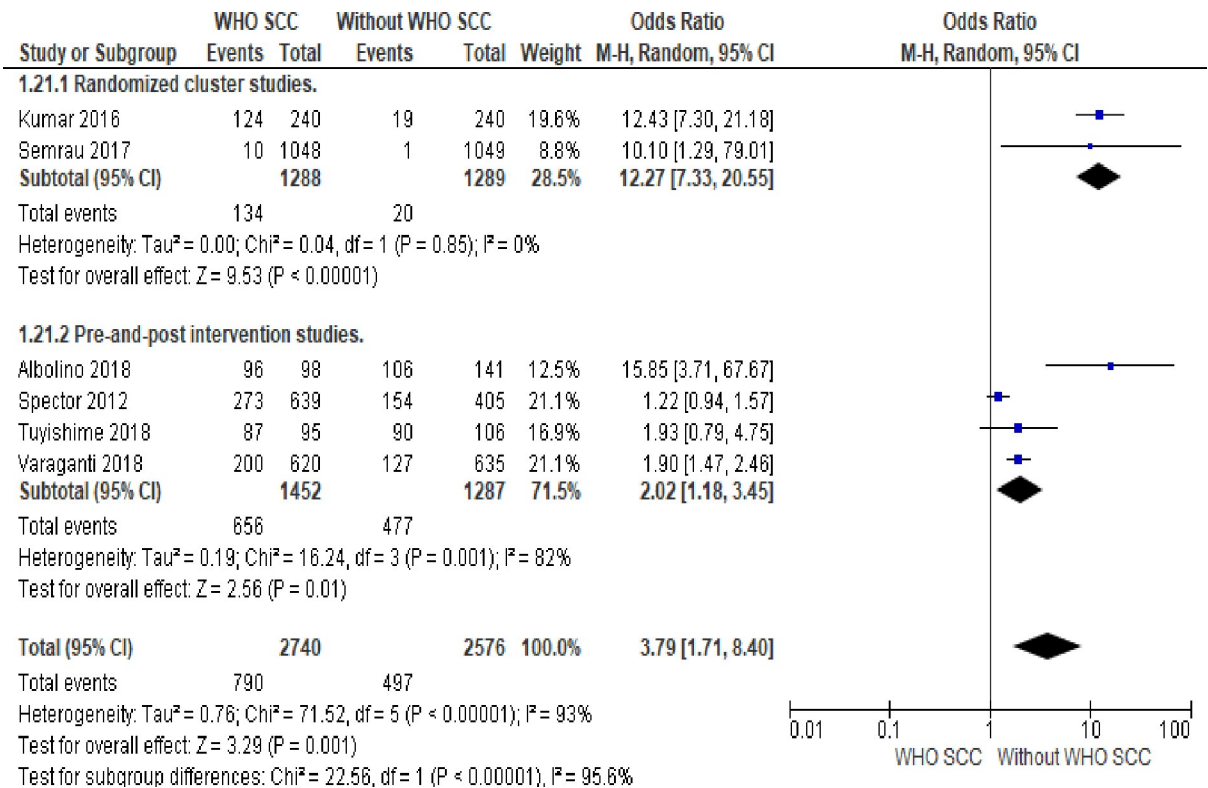 WHO SCC Without WHO SCC Odds Ratio Odds Ratio
Study or Subgroup Events Total Events Total Weight M-H, Random, 95% CI M-H, Random, 95% CI
1.21.1 Randomized cluster studies.
Kumar 2016 124 240 19 240 19.6% 12.43 [7.30, 21.18]
Semrau 2017 10 1048 1 1049 8.8% 10.10 [1.29, 79.01]
Subtotal (95% CI) 1288 1289 28.5% 12.27 [7.33, 20.55]
Total events 134 20
Heterogeneity: Tau² = 0.00; Chi² = 0.04, df = 1 (P = 0.85); I² = 0%
Test for overall effect: Z = 9.53 (P < 0.00001)
1.21.2 Pre-and-post intervention studies.
Albolino 2018 96 98 106 141 12.5% 15.85 [3.71, 67.67]
Spector 2012 273 639 154 405 21.1% 1.22 [0.94, 1.57]
Tuyishime 2018 87 95 90 106 16.9% 1.93 [0.79, 4.75]
Varaganti 2018 200 620 127 635 21.1% 1.90 [1.47, 2.46]
Subtotal (95% CI) 1452 1287 71.5% 2.02 [1.18, 3.45]
Total events 656 477
Heterogeneity: Tau² = 0.19; Chi² = 16.24, df = 3 (P = 0.001); I² = 82%
Test for overall effect: Z = 2.56 (P = 0.01)
Total (95% CI) 2740 2576 100.0% 3.79 [1.71, 8.40]
Total events 790 497
Heterogeneity: Tau² = 0.76; Chi² = 71.52, df = 5 (P < 0.00001); I² = 93%
Test for overall effect: Z = 3.29 (P = 0.001)
Test for subgroup differences: Chi² = 22.56, df = 1 (P < 0.00001), I² = 95.6%
0.01 0.1 1 10 100
WHO SCC Without WHO SCC